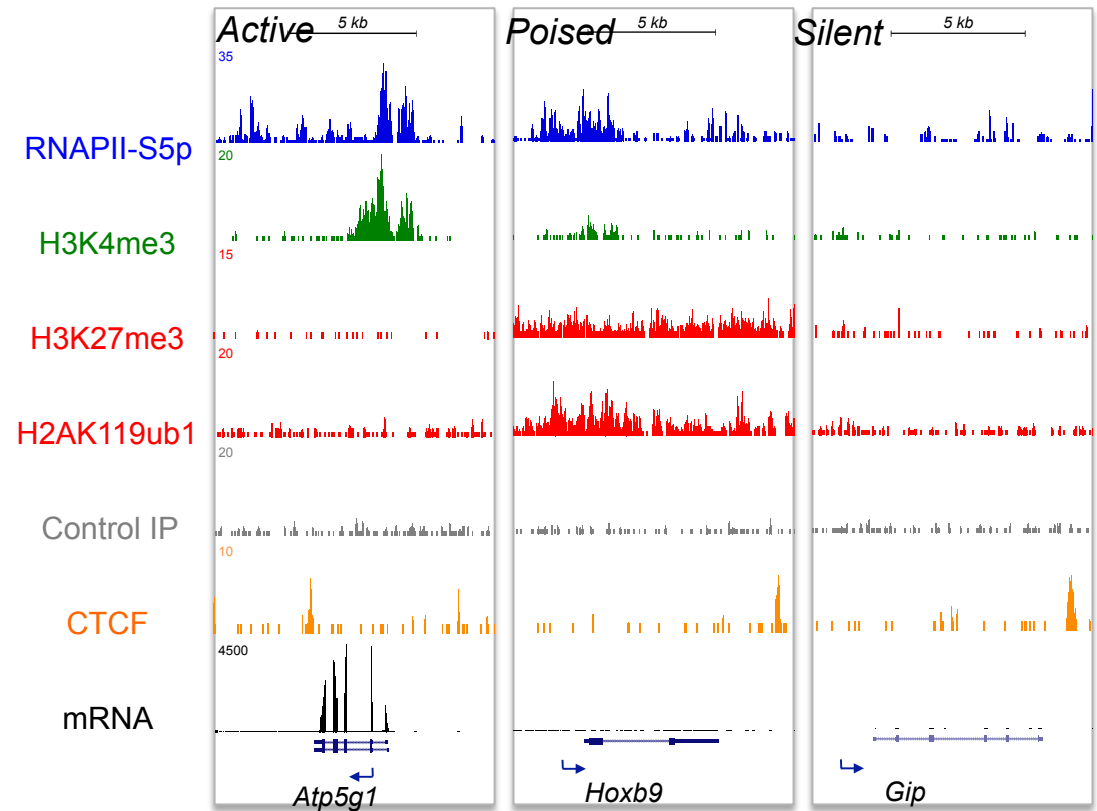 Active
5 kb
Poised
5 kb
Silent
5 kb
35
RNAPII-S5p
20
H3K4me3
15
H3K27me3
20
H2AK119ub1
20
Control IP
10
CTCF
4500
mRNA
Atp5g1
Hoxb9
Gip